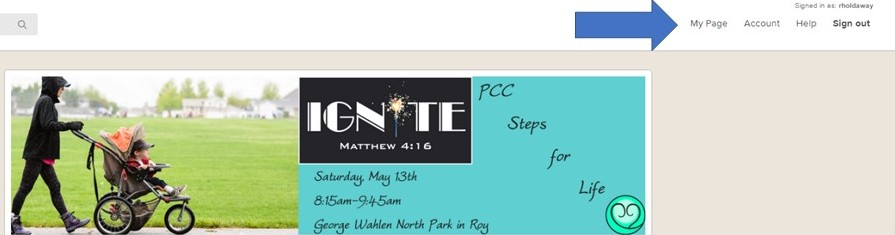 Signed in as: rholdaway
My Page Account Help Sign out
IGNITE
MATTHEW 4:16
PCC
Steps
for
Life
Saturday, May 13th
8:15am-9:45am
George Wahlen North Park in Roy